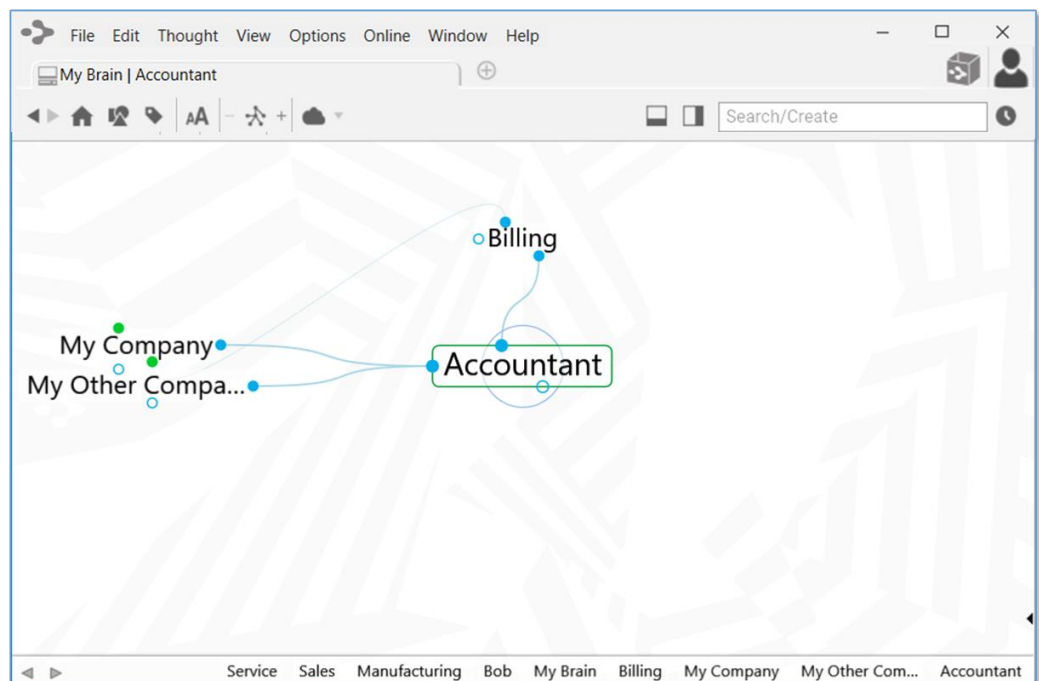 File Edit Thought View Options Online Window Help
My Brain | Accountant
AA Search/Create
Billing
My Company
Accountant
My Other Compa...
Service Sales Manufacturing Bob My Brain Billing My Company My Other Com... Accountant